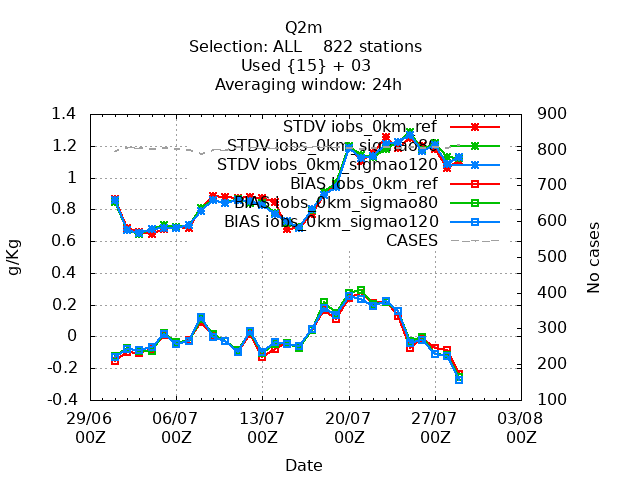 Q2m
Selection: ALL    822 stations
Used {15} + 03
Averaging window: 24h
1.4
1.2
1
0.8
0.6
0.4
0.2
0
-0.2
-0.4
g/Kg
STDV iobs_0km_ref
STDV iobs_0km_sigmao80
STDV iobs_0km_sigmao120
BIAS iobs_0km_ref
BIAS iobs_0km_sigmao80
BIAS iobs_0km_sigmao120
CASES
900
800
700
600
500
400
300
200
100
No cases
29/06 06/07 13/07 20/07 27/07 03/08
00Z 00Z 00Z 00Z 00Z 00Z
Date